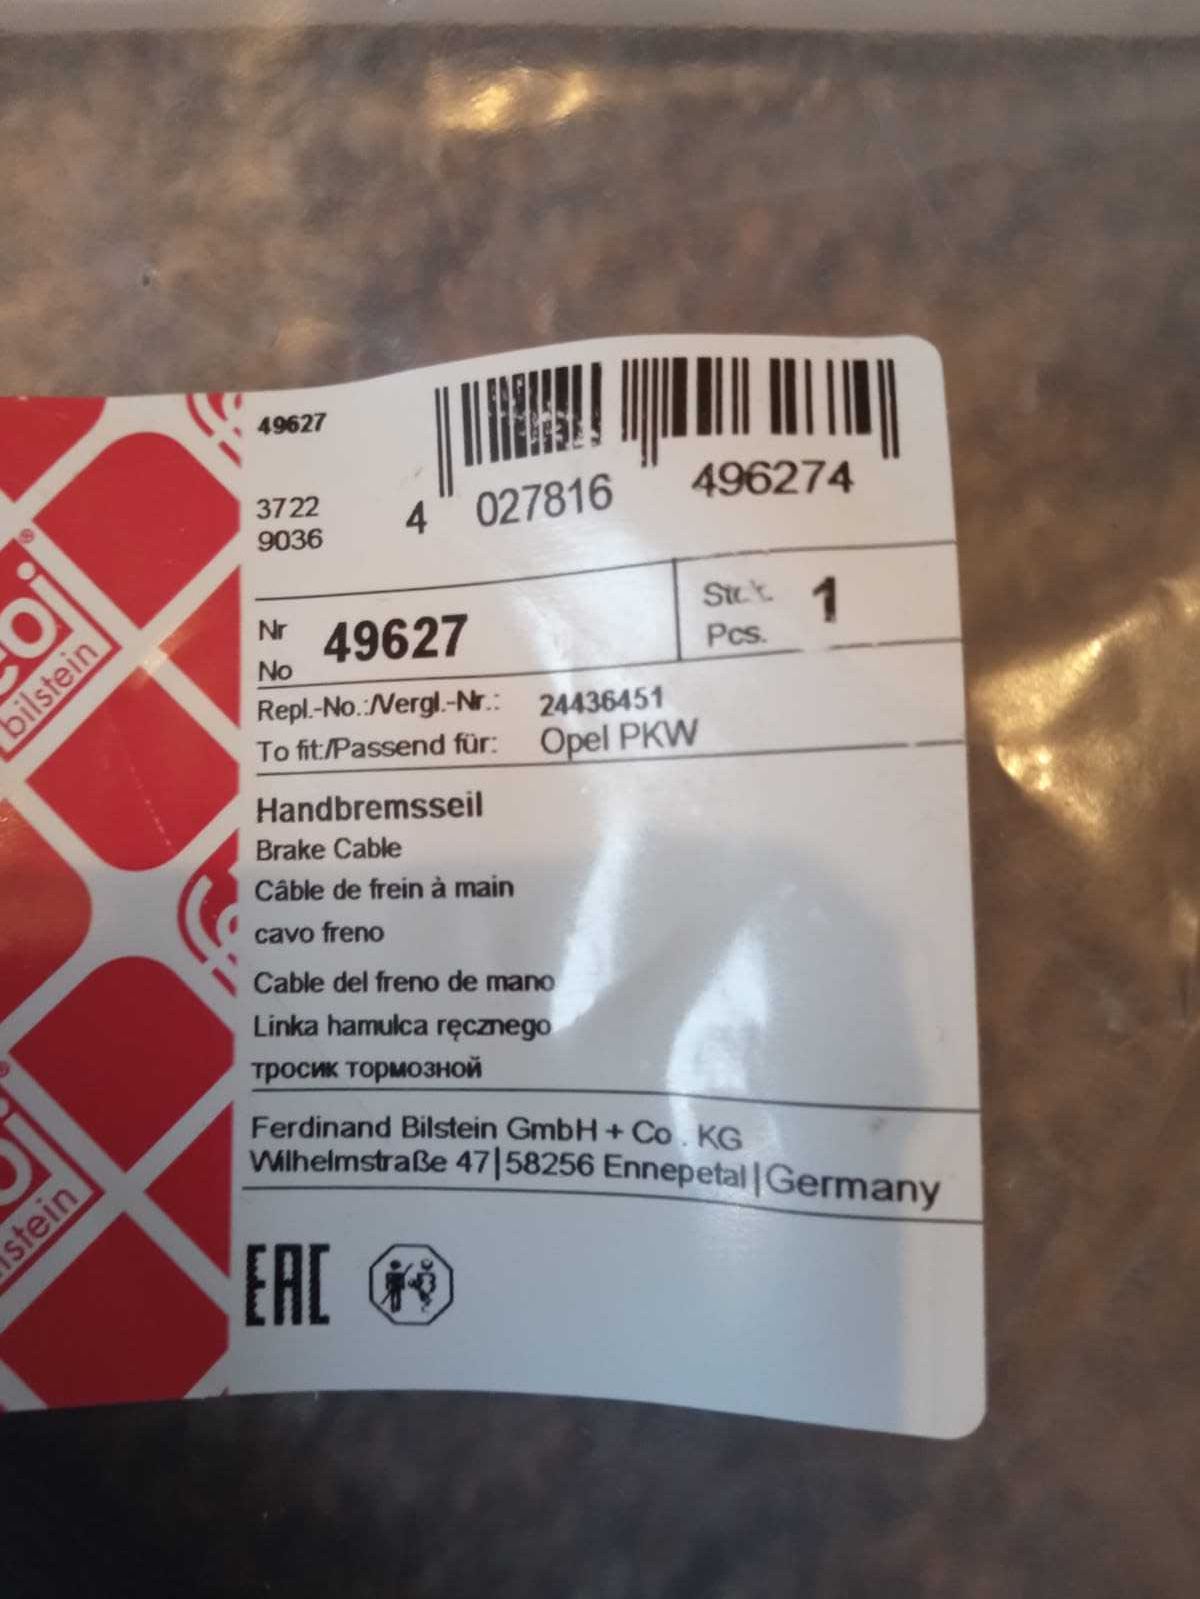 49627
3722
9036
4 027816 496274
Nr
No 49627
Pcs. 1
Repl.-No.:/Vergl.-Nr.: 24436451
To fit:/Passend für: Opel PKW
Handbremsseil
Brake Cable
Câble de frein à main
cavo freno
Cable del freno de mano
Linka hamulca ręcznego
тросик тормозной
Ferdinand Bilstein GmbH + Co . KG
Wilhelmstraße 47|58256 Ennepetal|Germany
EAC
bilstein